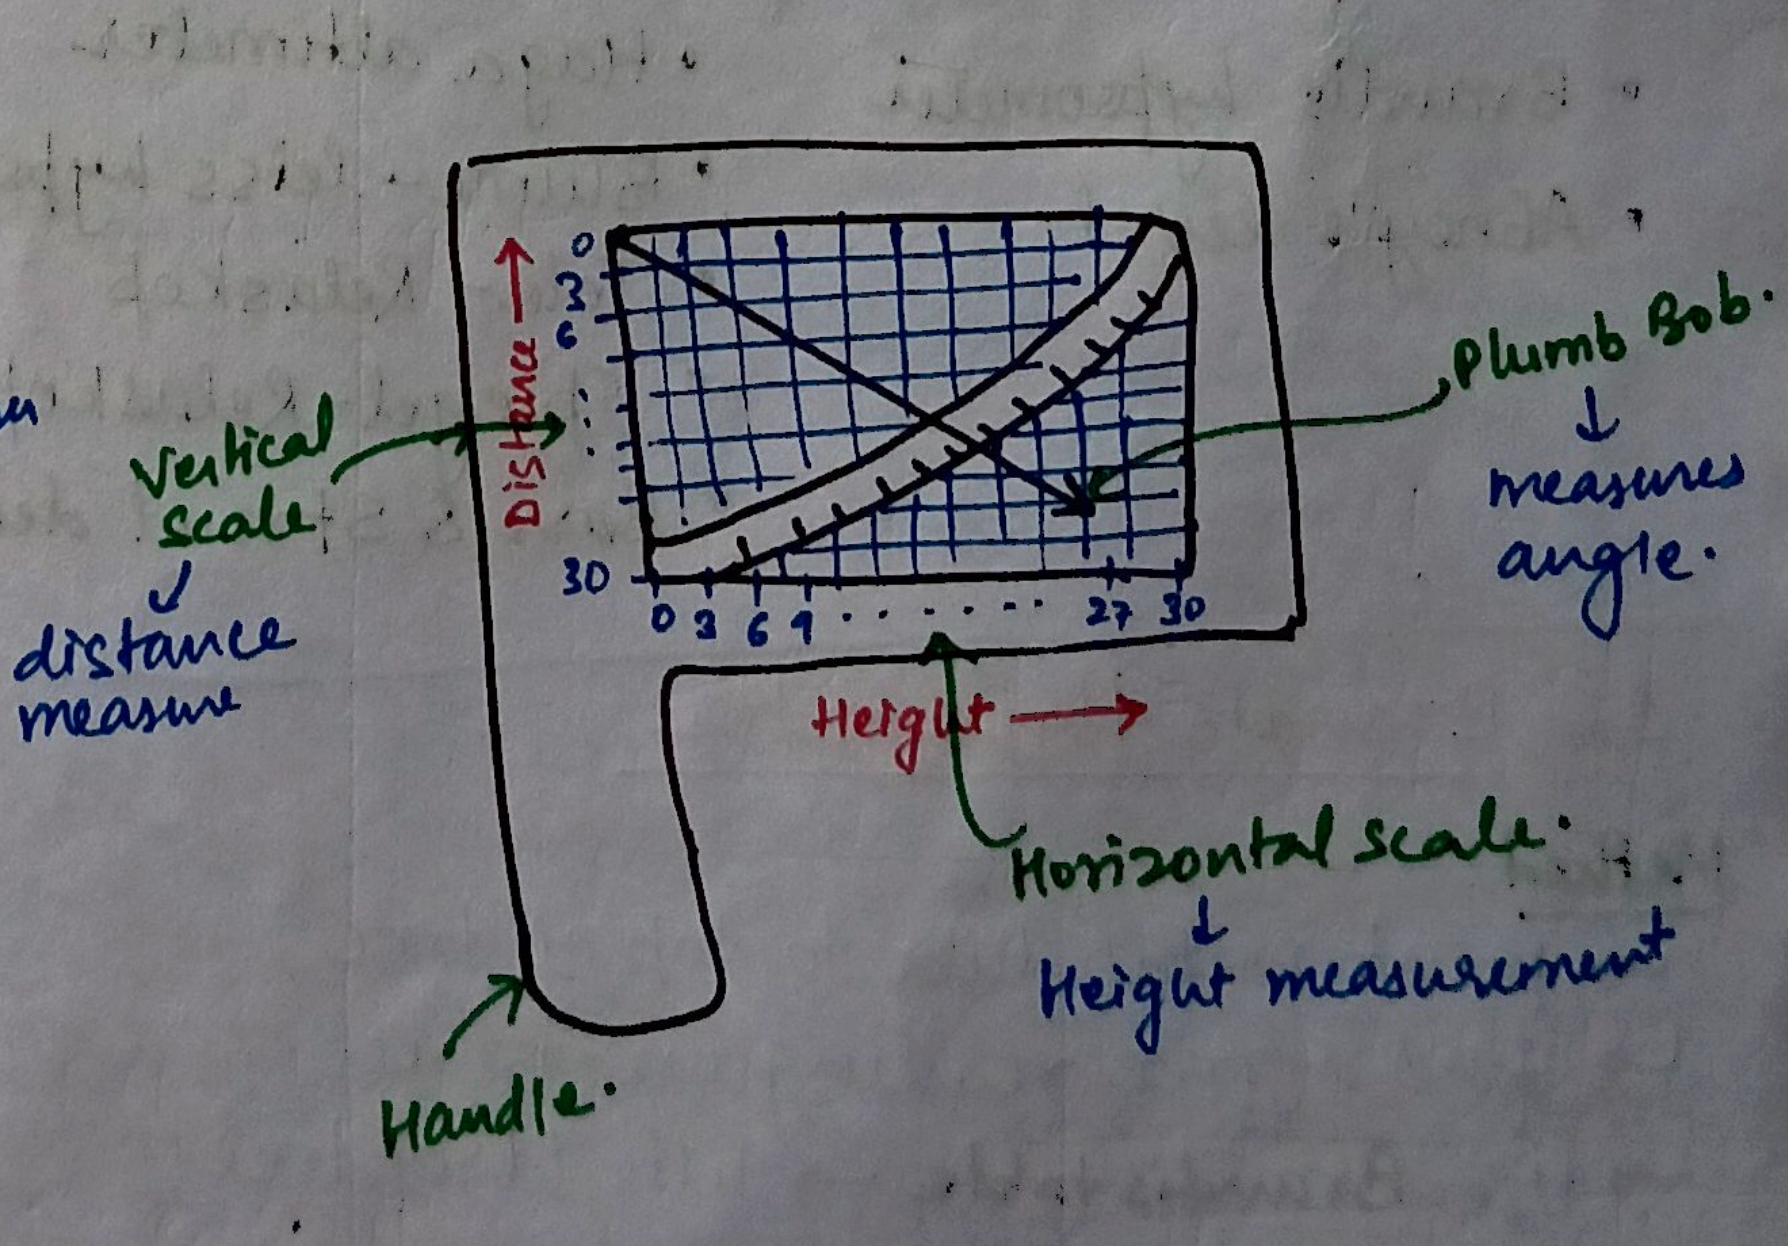 0
3
6
30
0 3 6 9 . . . . . . . 27 30
Distance
Height
Vertical
scale
distance
measure
Plumb Bob.
measures
angle.
Horizontal scale.
Height measurement
Handle.